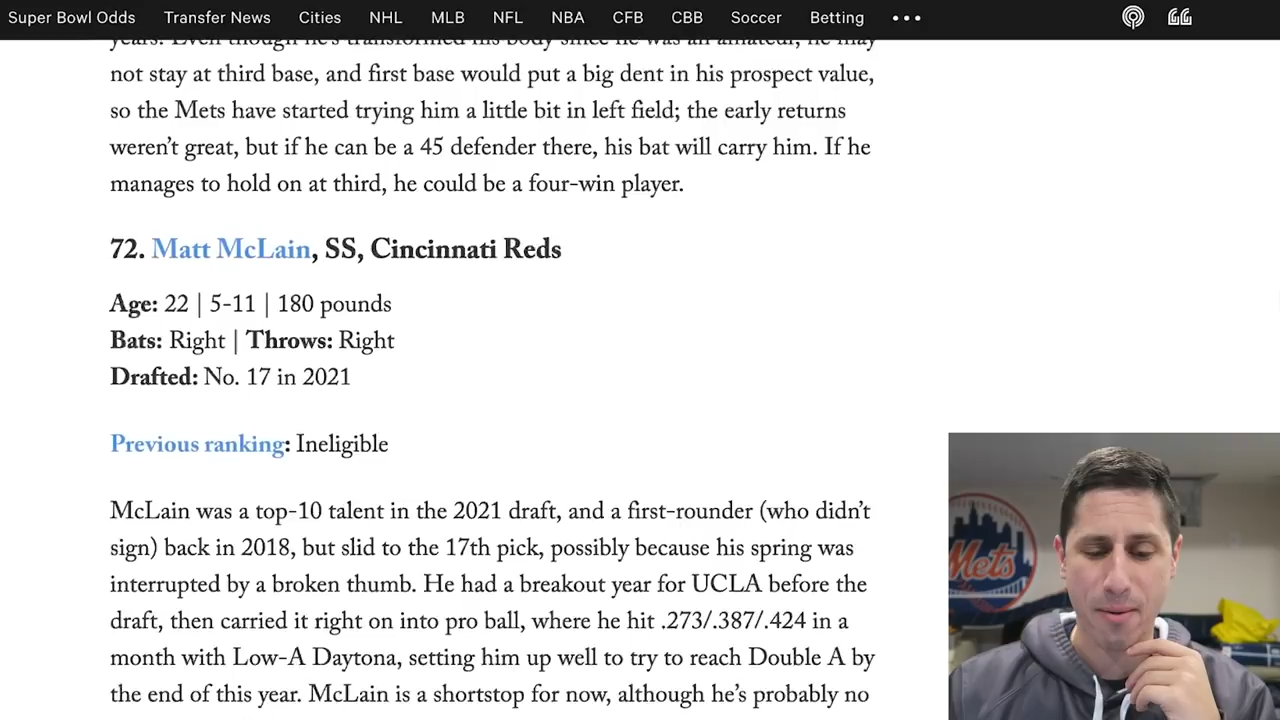 Super Bowl Odds Transfer News Cities NHL MLB NFL NBA CFB CBB Soccer Betting
years. Even though he's transformed his body since he was an amateur, he may
not stay at third base, and first base would put a big dent in his prospect value,
so the Mets have started trying him a little bit in left field; the early returns
weren't great, but if he can be a 45 defender there, his bat will carry him. If he
manages to hold on at third, he could be a four-win player.
72. Matt McLain, SS, Cincinnati Reds
Age: 22 | 5-11 | 180 pounds
Bats: Right | Throws: Right
Drafted: No. 17 in 2021
Previous ranking: Ineligible
McLain was a top-10 talent in the 2021 draft, and a first-rounder (who didn't
sign) back in 2018, but slid to the 17th pick, possibly because his spring was
interrupted by a broken thumb. He had a breakout year for UCLA before the
draft, then carried it right on into pro ball, where he hit .273/.387/.424 in a
month with Low-A Daytona, setting him up well to try to reach Double A by
the end of this year. McLain is a shortstop for now, although he's probably no
Mets